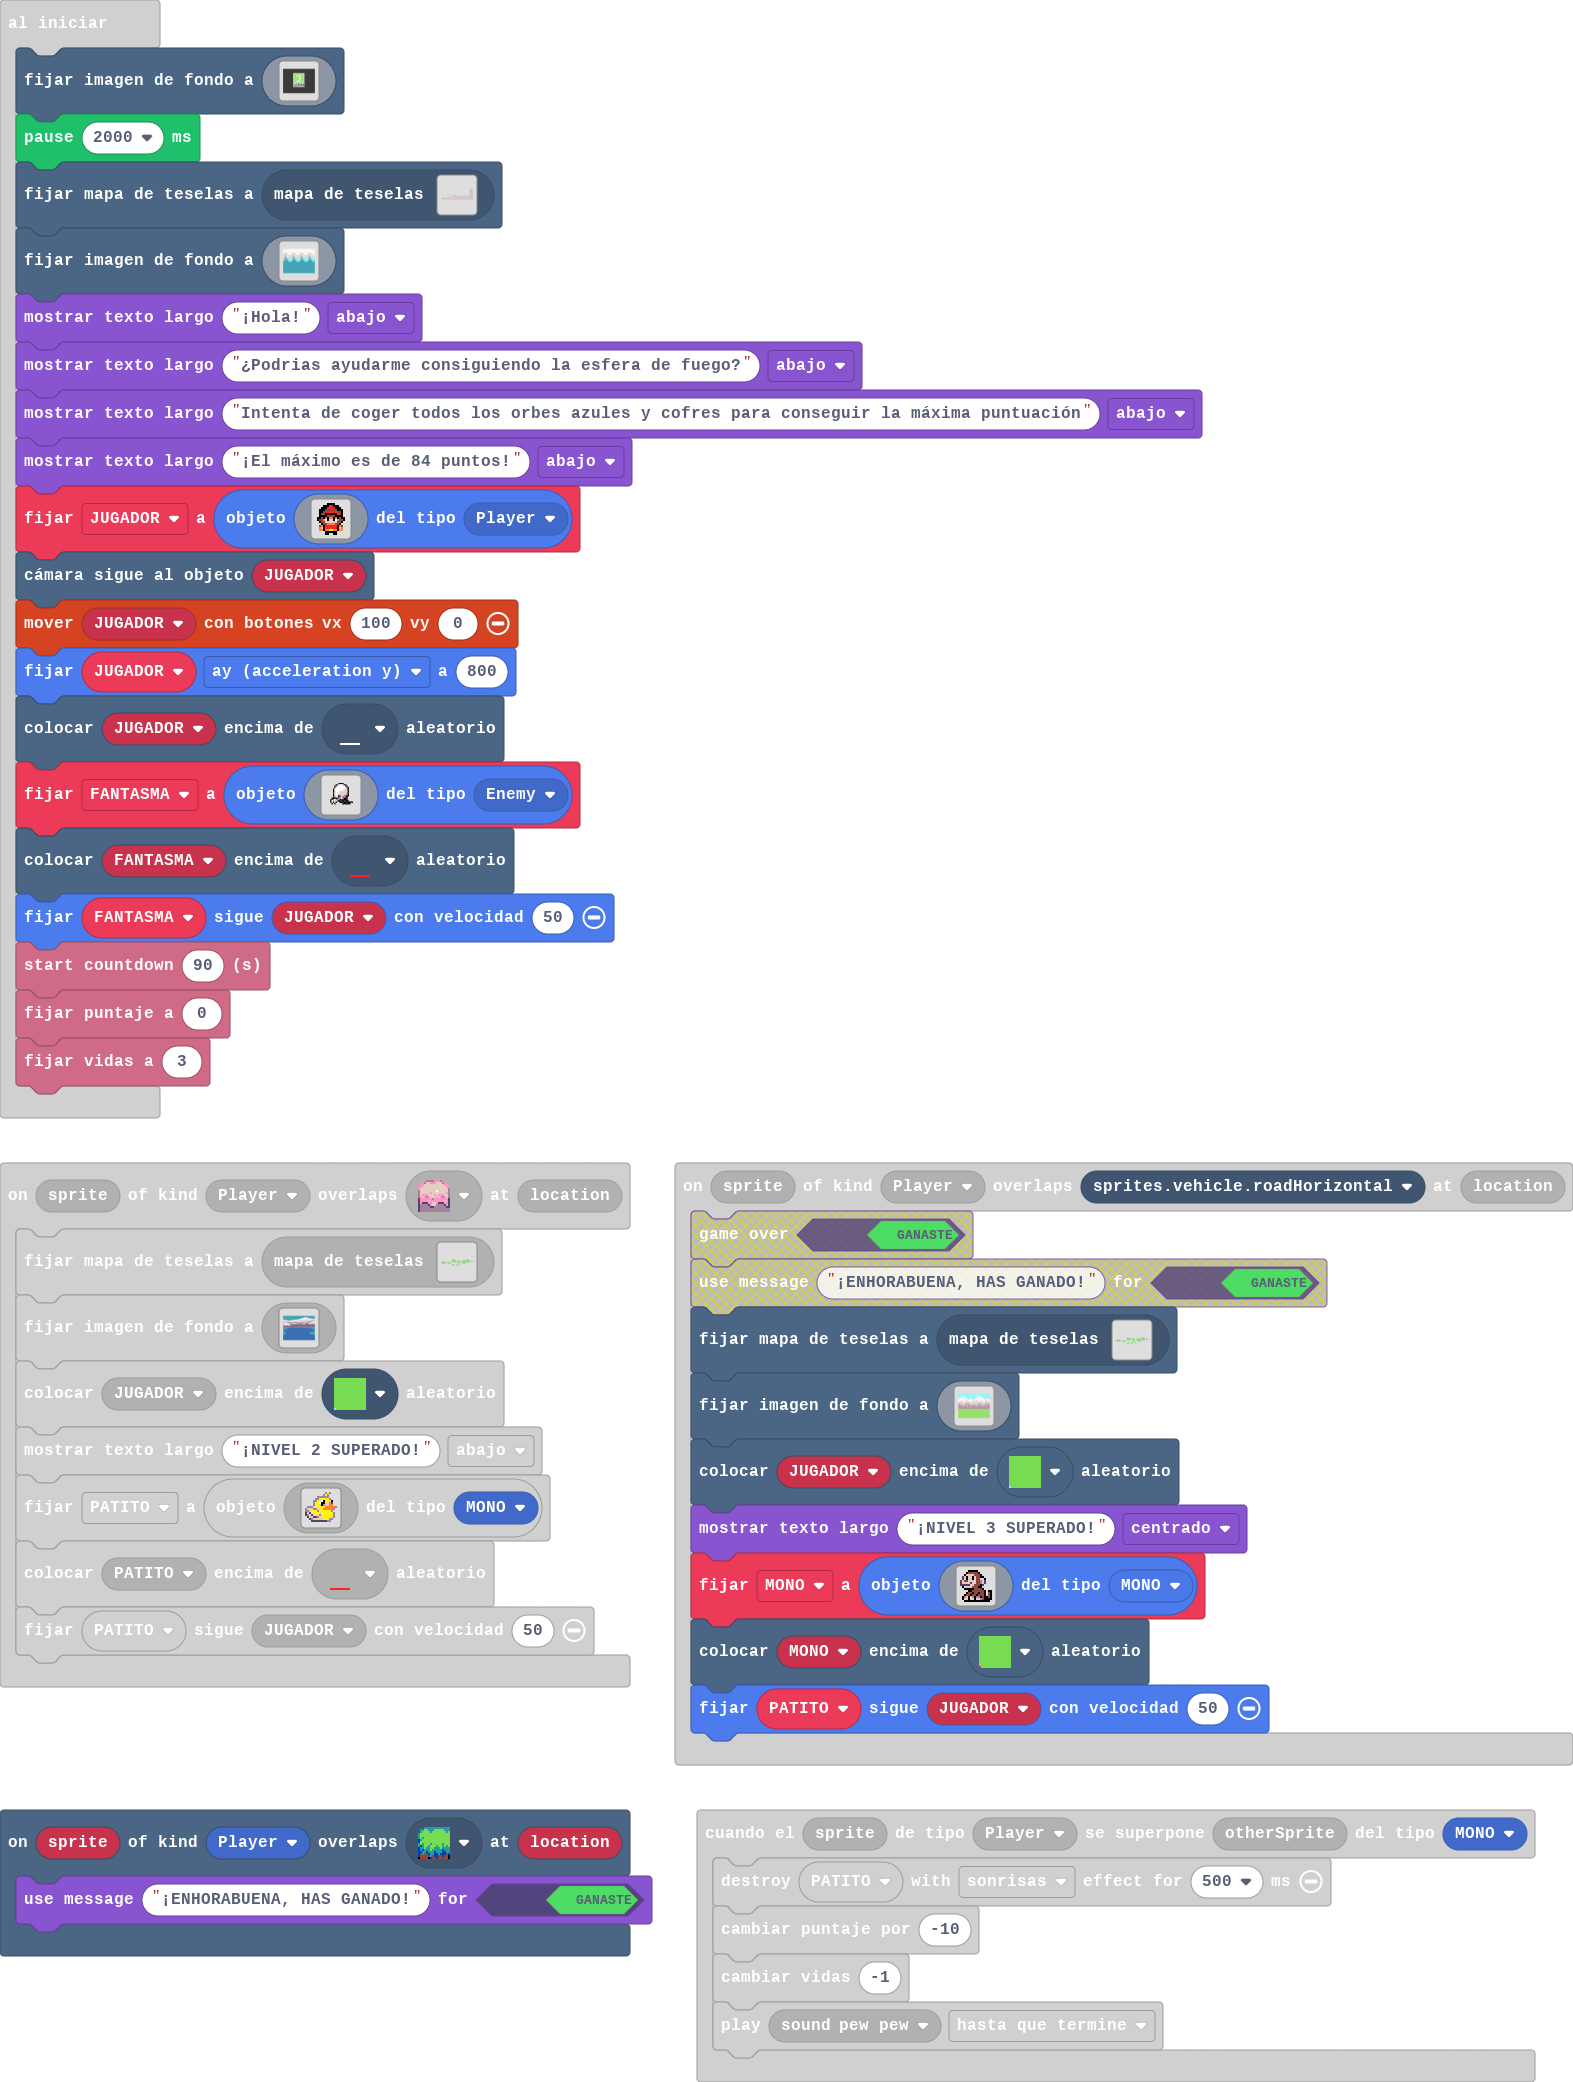 al iniciar
fijar imagen de fondo a
pause 2000 ms
fijar mapa de teselas a mapa de teselas
fijar imagen de fondo a
mostrar texto largo "¡Hola!" abajo
mostrar texto largo "¿Podrias ayudarme consiguiendo la esfera de fuego?" abajo
mostrar texto largo "Intenta de coger todos los orbes azules y cofres para conseguir la máxima puntuación" abajo
mostrar texto largo "¡El máximo es de 84 puntos!" abajo
fijar JUGADOR a objeto del tipo Player
cámara sigue al objeto JUGADOR
mover JUGADOR con botones vx 100 vy 0
fijar JUGADOR ay (acceleration y) a 800
colocar JUGADOR encima de aleatorio
fijar FANTASMA a objeto del tipo Enemy
colocar FANTASMA encima de aleatorio
fijar FANTASMA sigue JUGADOR con velocidad 50
start countdown 90 (s)
fijar puntaje a 0
fijar vidas a 3
on sprite of kind Player overlaps at location
fijar mapa de teselas a mapa de teselas
fijar imagen de fondo a
colocar JUGADOR encima de aleatorio
mostrar texto largo "¡NIVEL 2 SUPERADO!" abajo
fijar PATITO a objeto del tipo MONO
colocar PATITO encima de aleatorio
fijar PATITO sigue JUGADOR con velocidad 50
on sprite of kind Player overlaps sprites.vehicle.roadHorizontal at location
game over GANASTE
use message "¡ENHORABUENA, HAS GANADO!" for GANASTE
fijar mapa de teselas a mapa de teselas
fijar imagen de fondo a
colocar JUGADOR encima de aleatorio
mostrar texto largo "¡NIVEL 3 SUPERADO!" centrado
fijar MONO a objeto del tipo MONO
colocar MONO encima de aleatorio
fijar PATITO sigue JUGADOR con velocidad 50
on sprite of kind Player overlaps at location
use message "¡ENHORABUENA, HAS GANADO!" for GANASTE
cuando el sprite de tipo Player se superpone otherSprite del tipo MONO
destroy PATITO with sonrisas effect for 500 ms
cambiar puntaje por -10
cambiar vidas -1
play sound pew pew hasta que termine